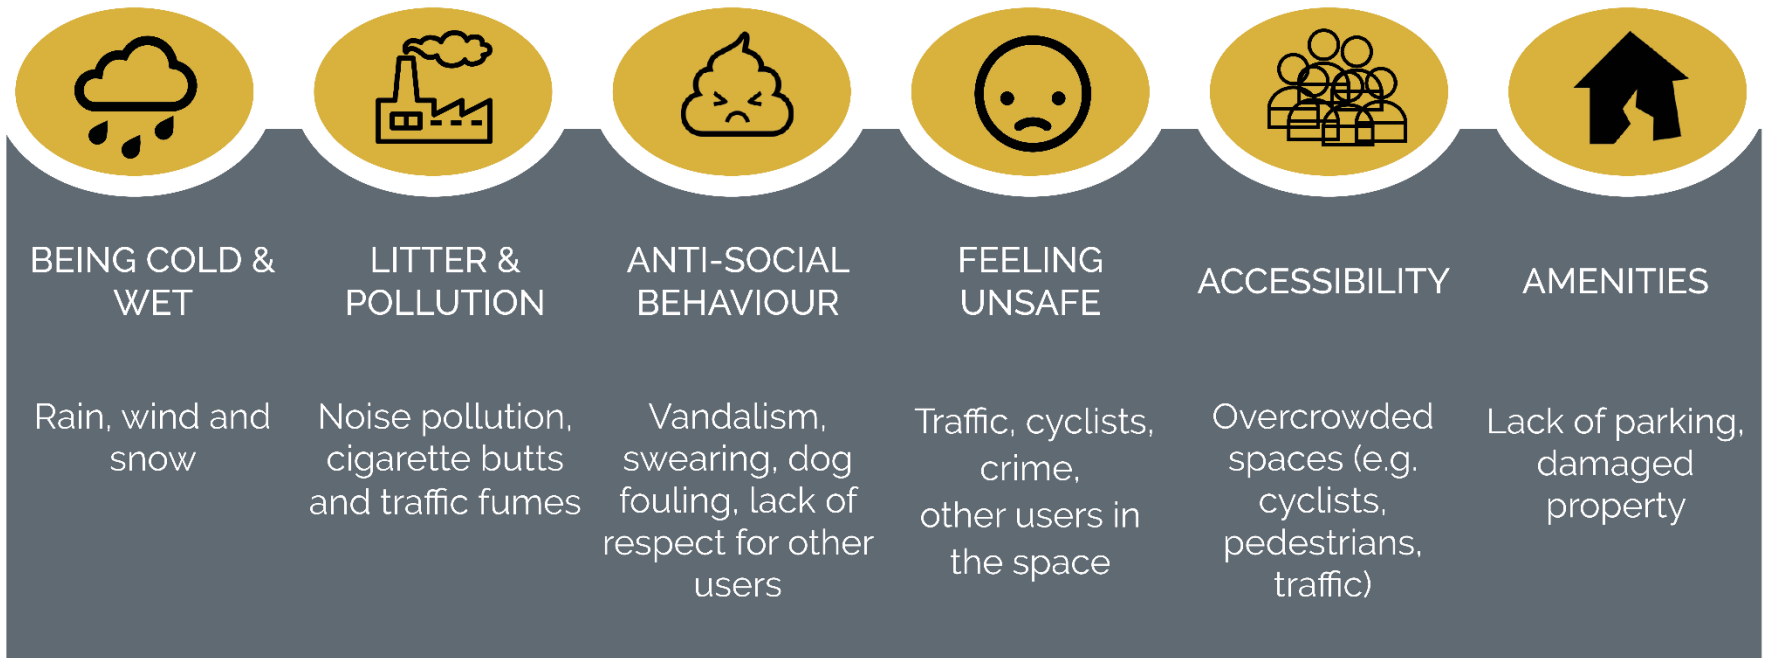 BEING COLD &
WET
Rain, wind and
snow
LITTER &
POLLUTION
Noise pollution,
cigarette butts
and traffic fumes
ANTI-SOCIAL
BEHAVIOUR
Vandalism,
swearing, dog
fouling, lack of
respect for other
users
FEELING
UNSAFE
Traffic, cyclists,
crime,
other users in
the space
ACCESSIBILITY
Overcrowded
spaces (e.g.
cyclists,
pedestrians,
traffic)
AMENITIES
Lack of parking,
damaged
property